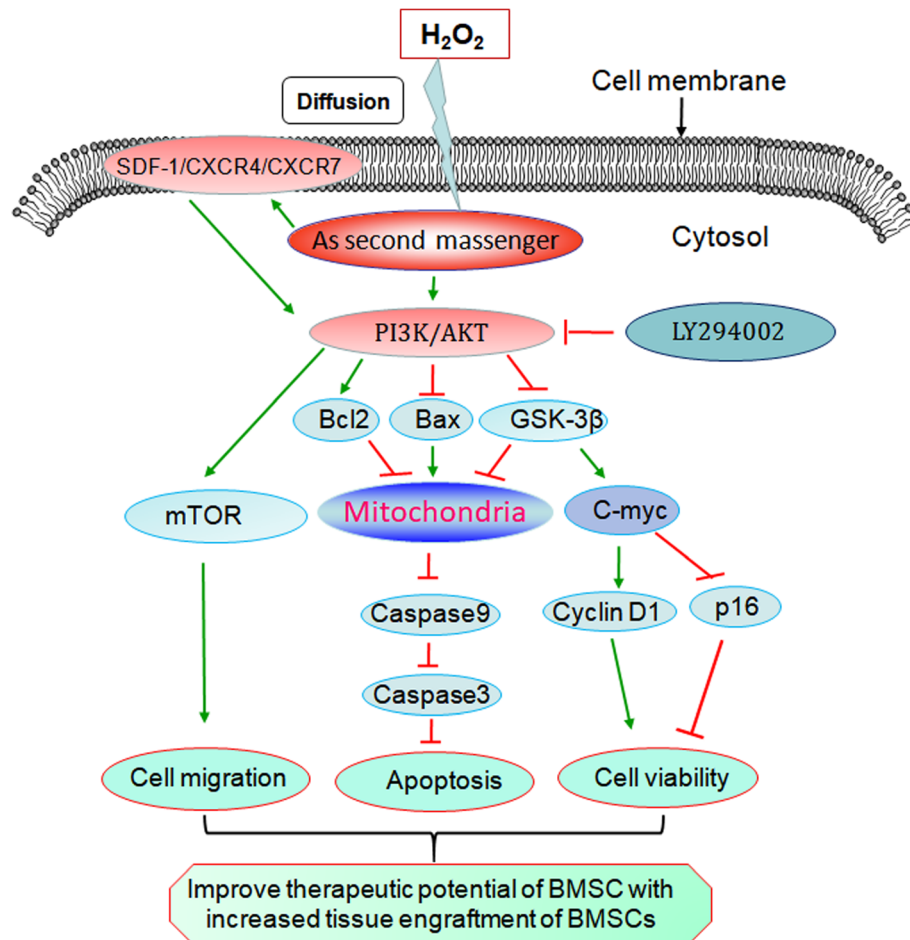 H₂O₂
Diffusion
Cell membrane
SDF-1/CXCR4/CXCR7
As second massenger
Cytosol
PI3K/AKT
LY294002
Bcl2
Bax
GSK-3β
mTOR
Mitochondria
C-myc
Caspase9
Cyclin D1
p16
Caspase3
Cell migration
Apoptosis
Cell viability
Improve therapeutic potential of BMSC with
increased tissue engraftment of BMSCs